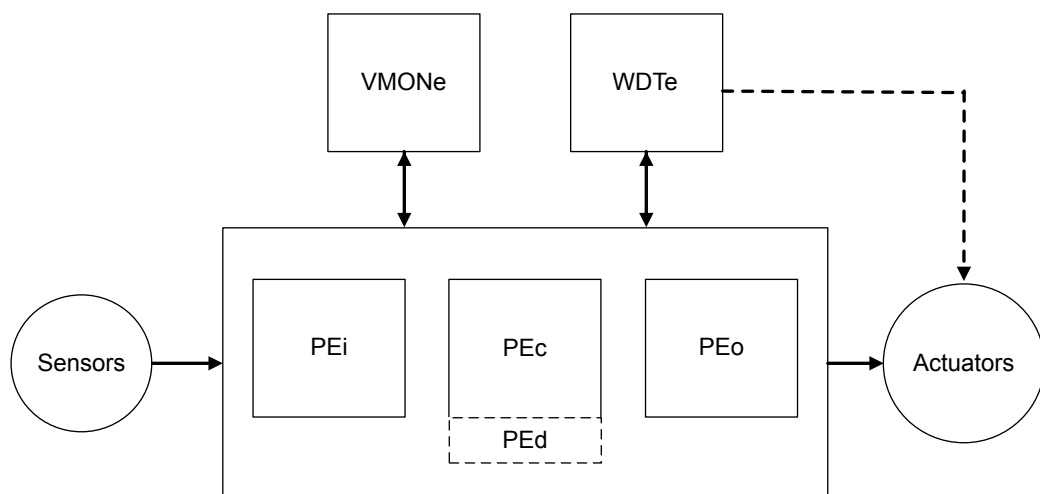 VMONe
WDTe
Sensors
PEi
PEc
PEo
Actuators
PEd